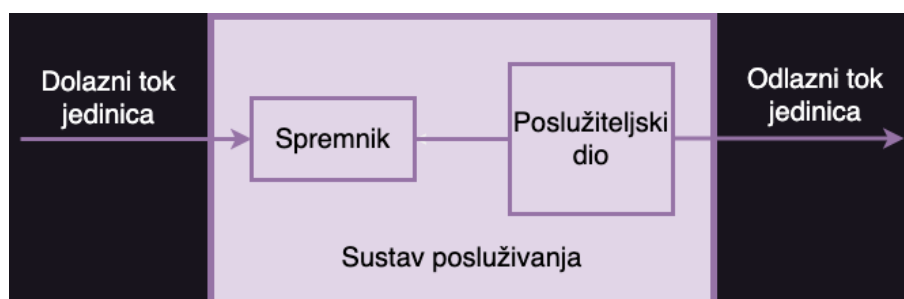 Dolazni tok
jedinica
Spremnik
Poslužiteljski
dio
Odlazni tok
jedinica
Sustav posluživanja